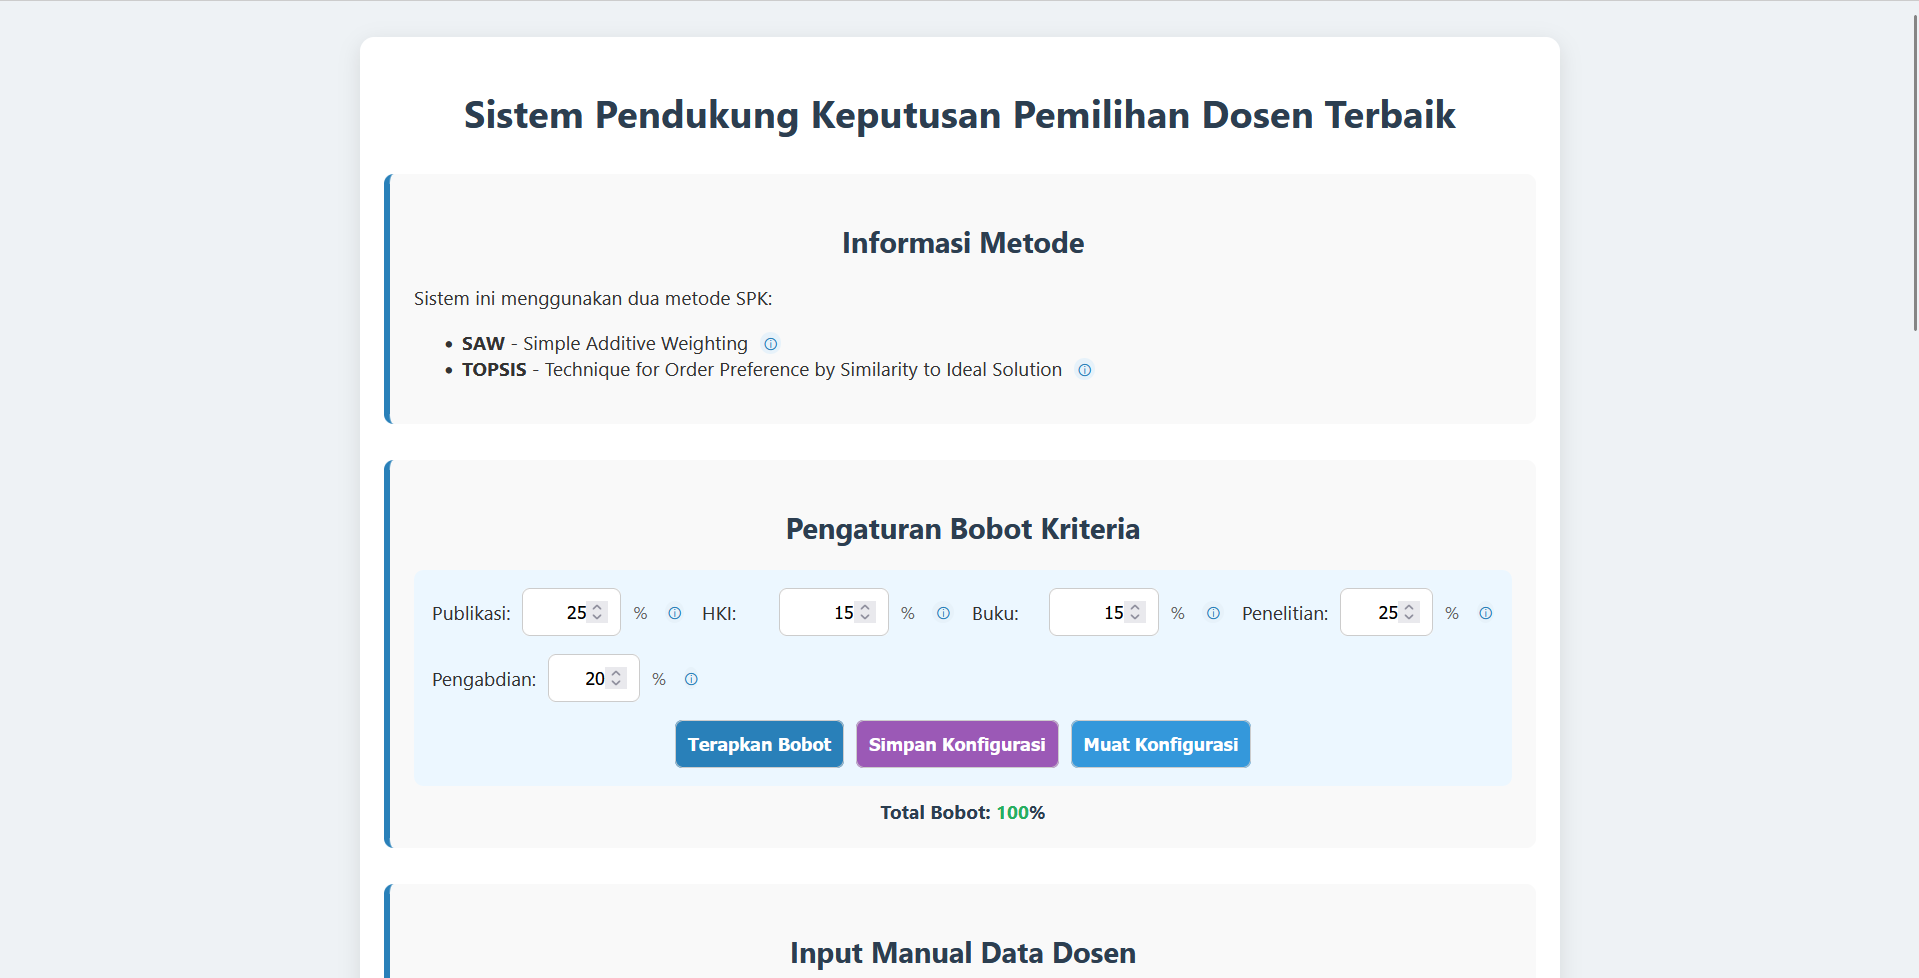 Sistem Pendukung Keputusan Pemilihan Dosen Terbaik
Informasi Metode
Sistem ini menggunakan dua metode SPK:
• SAW - Simple Additive Weighting
• TOPSIS - Technique for Order Preference by Similarity to Ideal Solution
Pengaturan Bobot Kriteria
Publikasi: 25 % HKI: 15 % Buku: 15 % Penelitian: 25 %
Pengabdian: 20 %
Terapkan Bobot Simpan Konfigurasi Muat Konfigurasi
Total Bobot: 100%
Input Manual Data Dosen